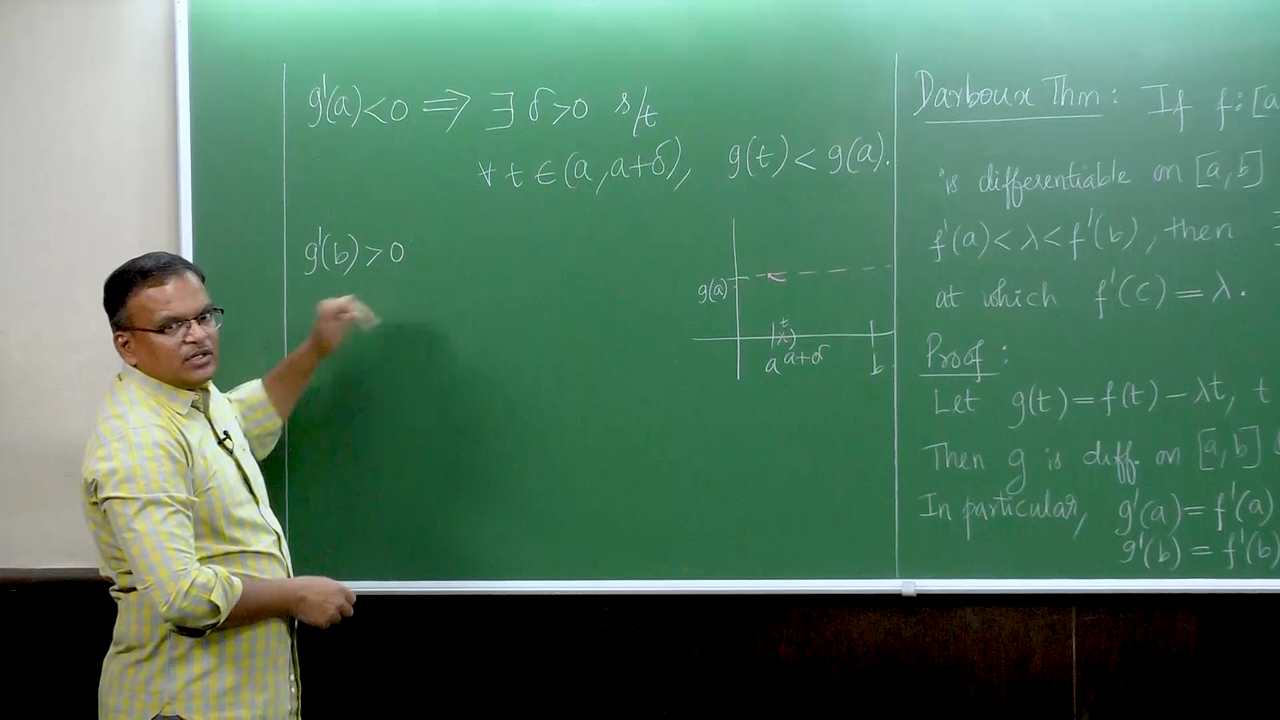 g'(a)<0 ⟹ ∃ δ>0 s/t
∀ t ∈ (a, a+δ), g(t) < g(a).
g'(b)>0
g(a)
t
a a+δ b
Darboux Thm: If f: [a
is differentiable on [a, b]
f'(a) < λ < f'(b), then ∃
at which f'(c) = λ.
Proof:
Let g(t) = f(t) − λt, t
Then g is diff. on [a, b]
In particular, g'(a) = f'(a)
g'(b) = f'(b)